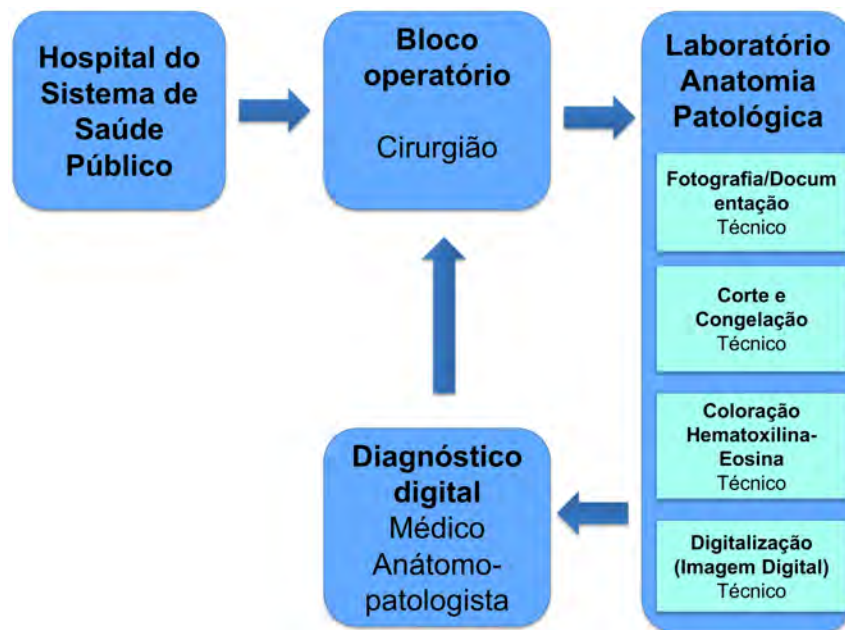 Hospital do
Sistema de
Saúde
Público
Bloco
operatório
Cirurgião
Laboratório
Anatomia
Patológica
Fotografia/Docum
entação
Técnico
Corte e
Congelação
Técnico
Coloração
Hematoxilina-
Eosina
Técnico
Digitalização
(Imagem Digital)
Técnico
Diagnóstico
digital
Médico
Anátomo-
patologista